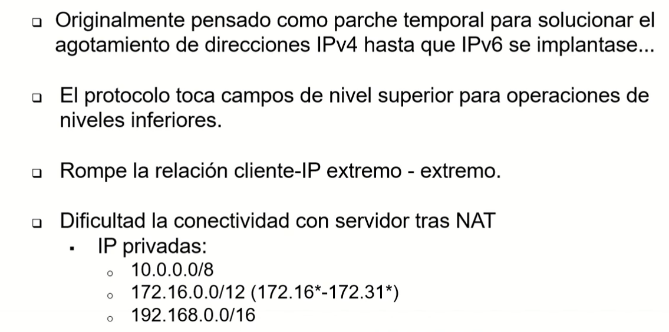 Originalmente pensado como parche temporal para solucionar el
agotamiento de direcciones IPv4 hasta que IPv6 se implantase...
El protocolo toca campos de nivel superior para operaciones de
niveles inferiores.
Rompe la relación cliente-IP extremo - extremo.
Dificultad la conectividad con servidor tras NAT
IP privadas:
10.0.0.0/8
172.16.0.0/12 (172.16*-172.31*)
192.168.0.0/16